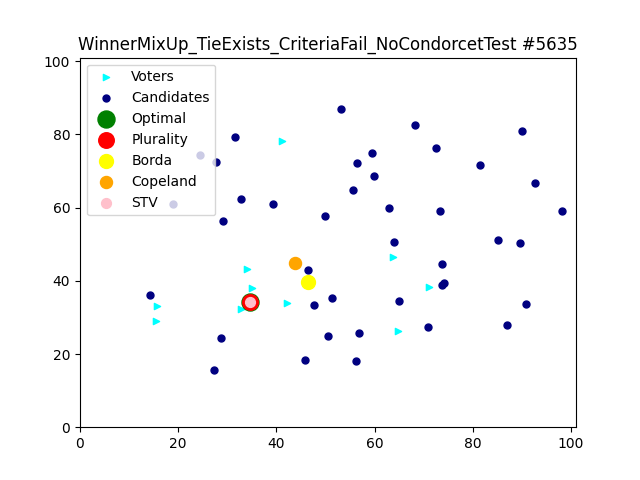 WinnerMixUp_TieExists_CriteriaFail_NoCondorcetTest #5635
100
80
60
40
20
0
Voters
Candidates
Optimal
Plurality
Borda
Copeland
STV
0 20 40 60 80 100